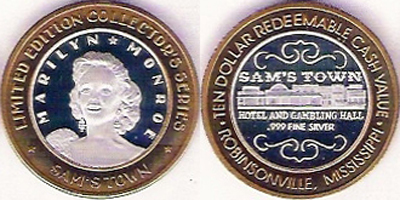 LIMITED EDITION COLLECTOR'S SERIES
MARILYN ★ MONROE
★ SAM'S TOWN ★
• TEN DOLLAR REDEEMABLE CASH VALUE •
SAM'S TOWN
HOTEL AND GAMBLING HALL
.999 FINE SILVER
ROBINSONVILLE, MISSISSIPPI